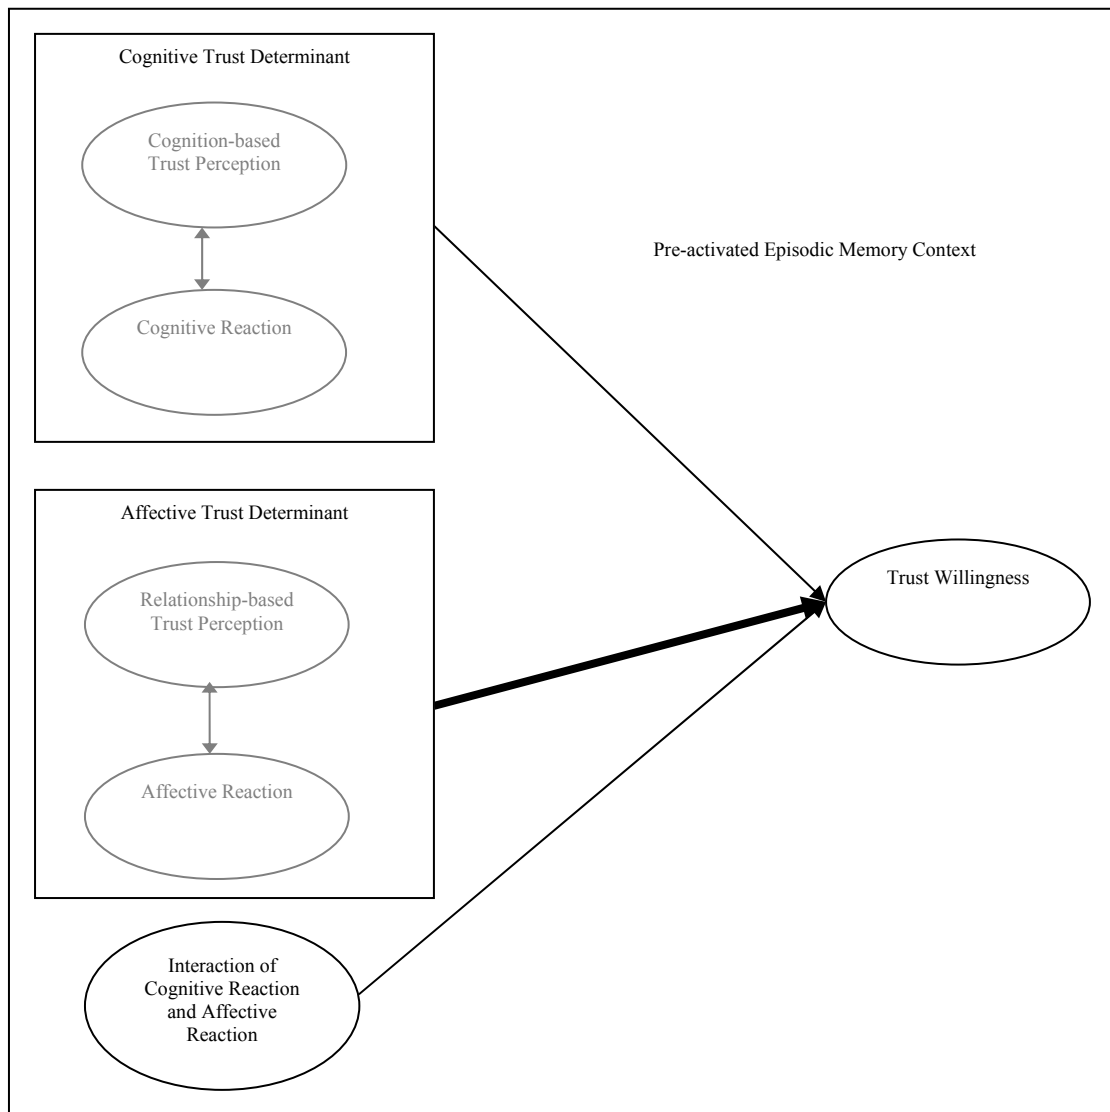 Cognitive Trust Determinant
Cognition-based
Trust Perception
Cognitive Reaction
Pre-activated Episodic Memory Context
Affective Trust Determinant
Relationship-based
Trust Perception
Affective Reaction
Trust Willingness
Interaction of
Cognitive Reaction
and Affective
Reaction